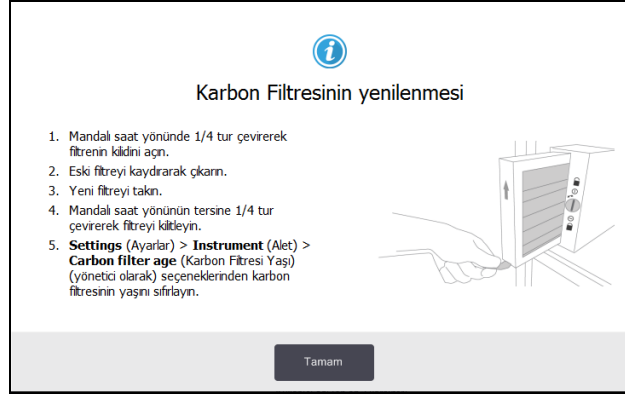 Karbon Filtresinin yenilenmesi
1. Mandalı saat yönünde 1/4 tur çevirerek
filtrenin kilidini açın.
2. Eski filtreyi kaydırarak çıkarın.
3. Yeni filtreyi takın.
4. Mandalı saat yönünün tersine 1/4 tur
çevirerek filtreyi kilitleyin.
5. Settings (Ayarlar) > Instrument (Alet) >
Carbon filter age (Karbon Filtresi Yaşı)
(yönetici olarak) seçeneklerinden karbon
filtresinin yaşını sıfırlayın.
Tamam